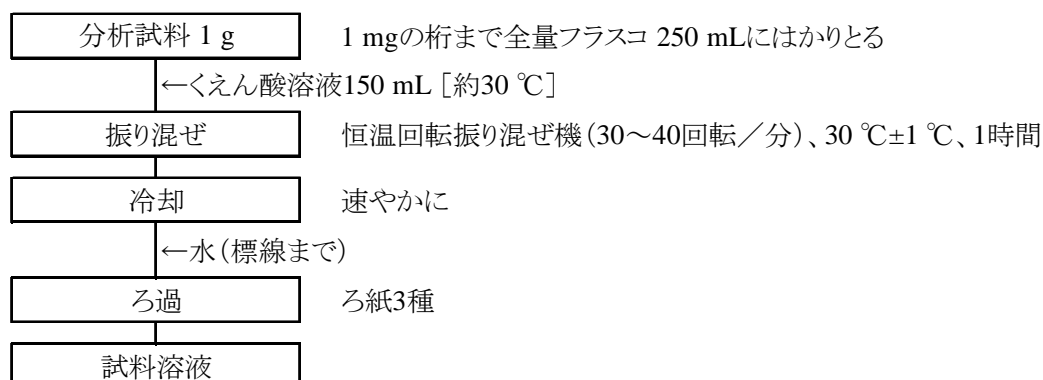 分析試料 1 g 1 mgの桁まで全量フラスコ 250 mLにはかりとる
←くえん酸溶液150 mL [約30 ℃]
振り混ぜ 恒温回転振り混ぜ機(30～40回転／分)、30 ℃±1 ℃、1時間
冷却 速やかに
←水(標線まで)
ろ過 ろ紙3種
試料溶液